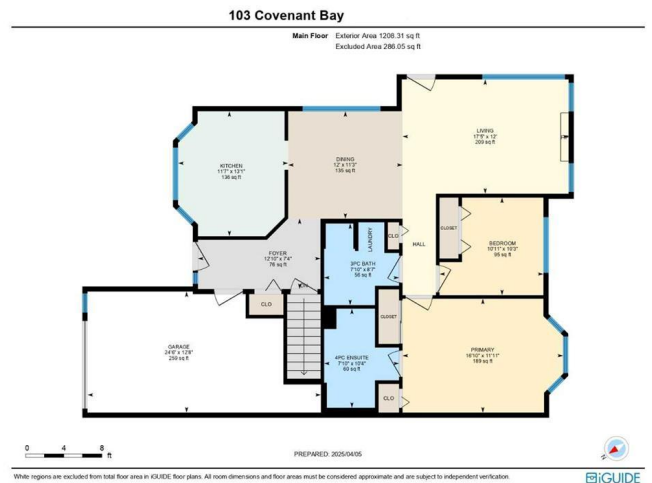 103 Covenant Bay
Main Floor Exterior Area 1208.31 sq ft
Excluded Area 286.05 sq ft
LIVING
17'5" x 12'
209 sq ft
KITCHEN
11'7" x 13'1"
136 sq ft
DINING
12' x 11'3"
135 sq ft
CLOSET
BEDROOM
10'11" x 10'3"
95 sq ft
LAUNDRY
CLO
HALL
FOYER
12'10" x 7'4"
76 sq ft
3PC BATH
7'10" x 8'7"
56 sq ft
DN
CLO
CLOSET
GARAGE
24'6" x 12'8"
259 sq ft
4PC ENSUITE
7'10" x 10'8"
60 sq ft
PRIMARY
16'10" x 11'11"
189 sq ft
CLO
0 4 8
ft
PREPARED: 2025/04/05
N
White regions are excluded from total floor area in iGUIDE floor plans. All room dimensions and floor areas must be considered approximate and are subject to independent verification.
iGUIDE